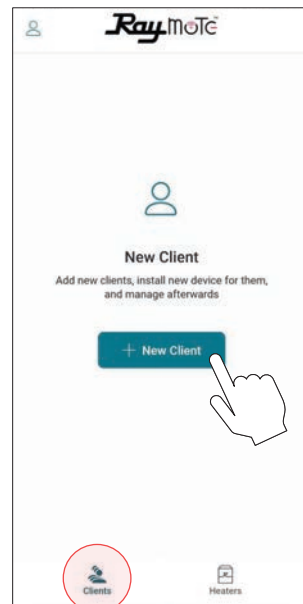 RaymoTe
New Client
Add new clients, install new device for them,
and manage afterwards
+ New Client
Clients
Heaters